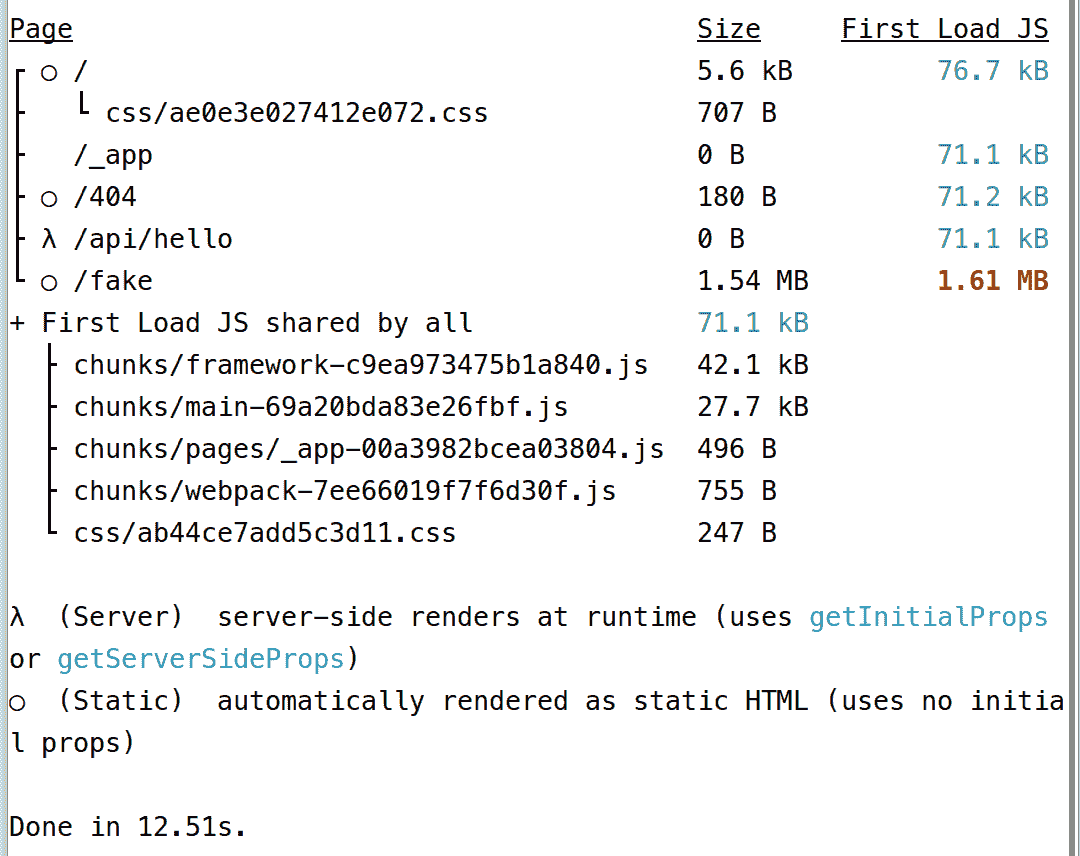 Page Size First Load JS
┌ ○ / 5.6 kB 76.7 kB
├   └ css/ae0e3e027412e072.css 707 B
├   /_app 0 B 71.1 kB
├ ○ /404 180 B 71.2 kB
├ λ /api/hello 0 B 71.1 kB
└ ○ /fake 1.54 MB 1.61 MB
+ First Load JS shared by all 71.1 kB
├ chunks/framework-c9ea973475b1a840.js 42.1 kB
├ chunks/main-69a20bda83e26fbf.js 27.7 kB
├ chunks/pages/_app-00a3982bcea03804.js 496 B
├ chunks/webpack-7ee66019f7f6d30f.js 755 B
└ css/ab44ce7add5c3d11.css 247 B
λ  (Server)  server-side renders at runtime (uses getInitialProps
or getServerSideProps)
○  (Static)  automatically rendered as static HTML (uses no initia
l props)
Done in 12.51s.